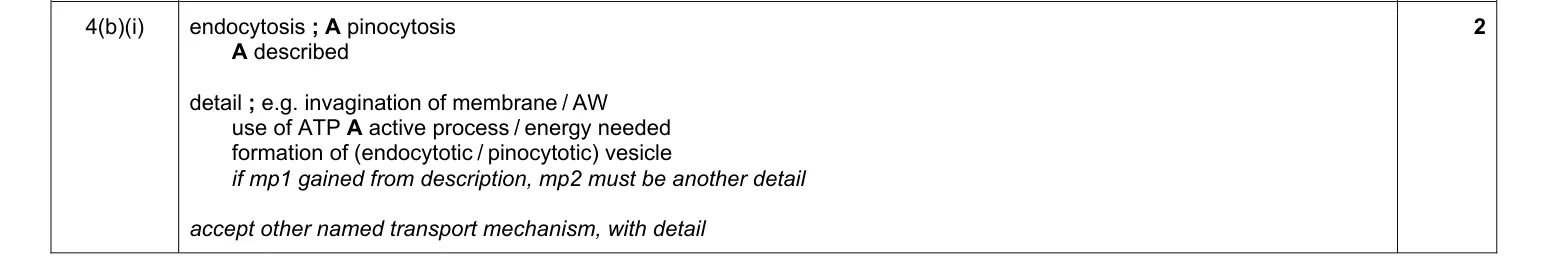 4(b)(i) endocytosis ; A pinocytosis 2
A described
detail ; e.g. invagination of membrane / AW
use of ATP A active process / energy needed
formation of (endocytotic / pinocytotic) vesicle
if mp1 gained from description, mp2 must be another detail
accept other named transport mechanism, with detail